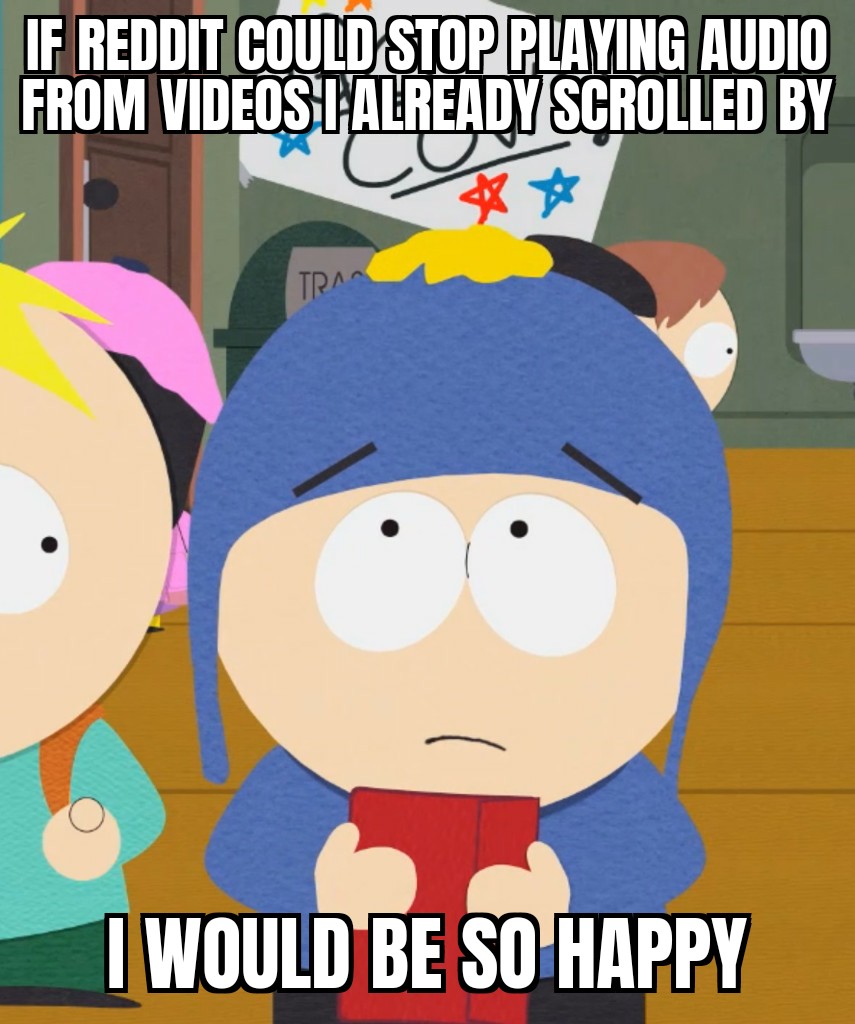 IF REDDIT COULD STOP PLAYING AUDIO
FROM VIDEOS I ALREADY SCROLLED BY
I WOULD BE SO HAPPY